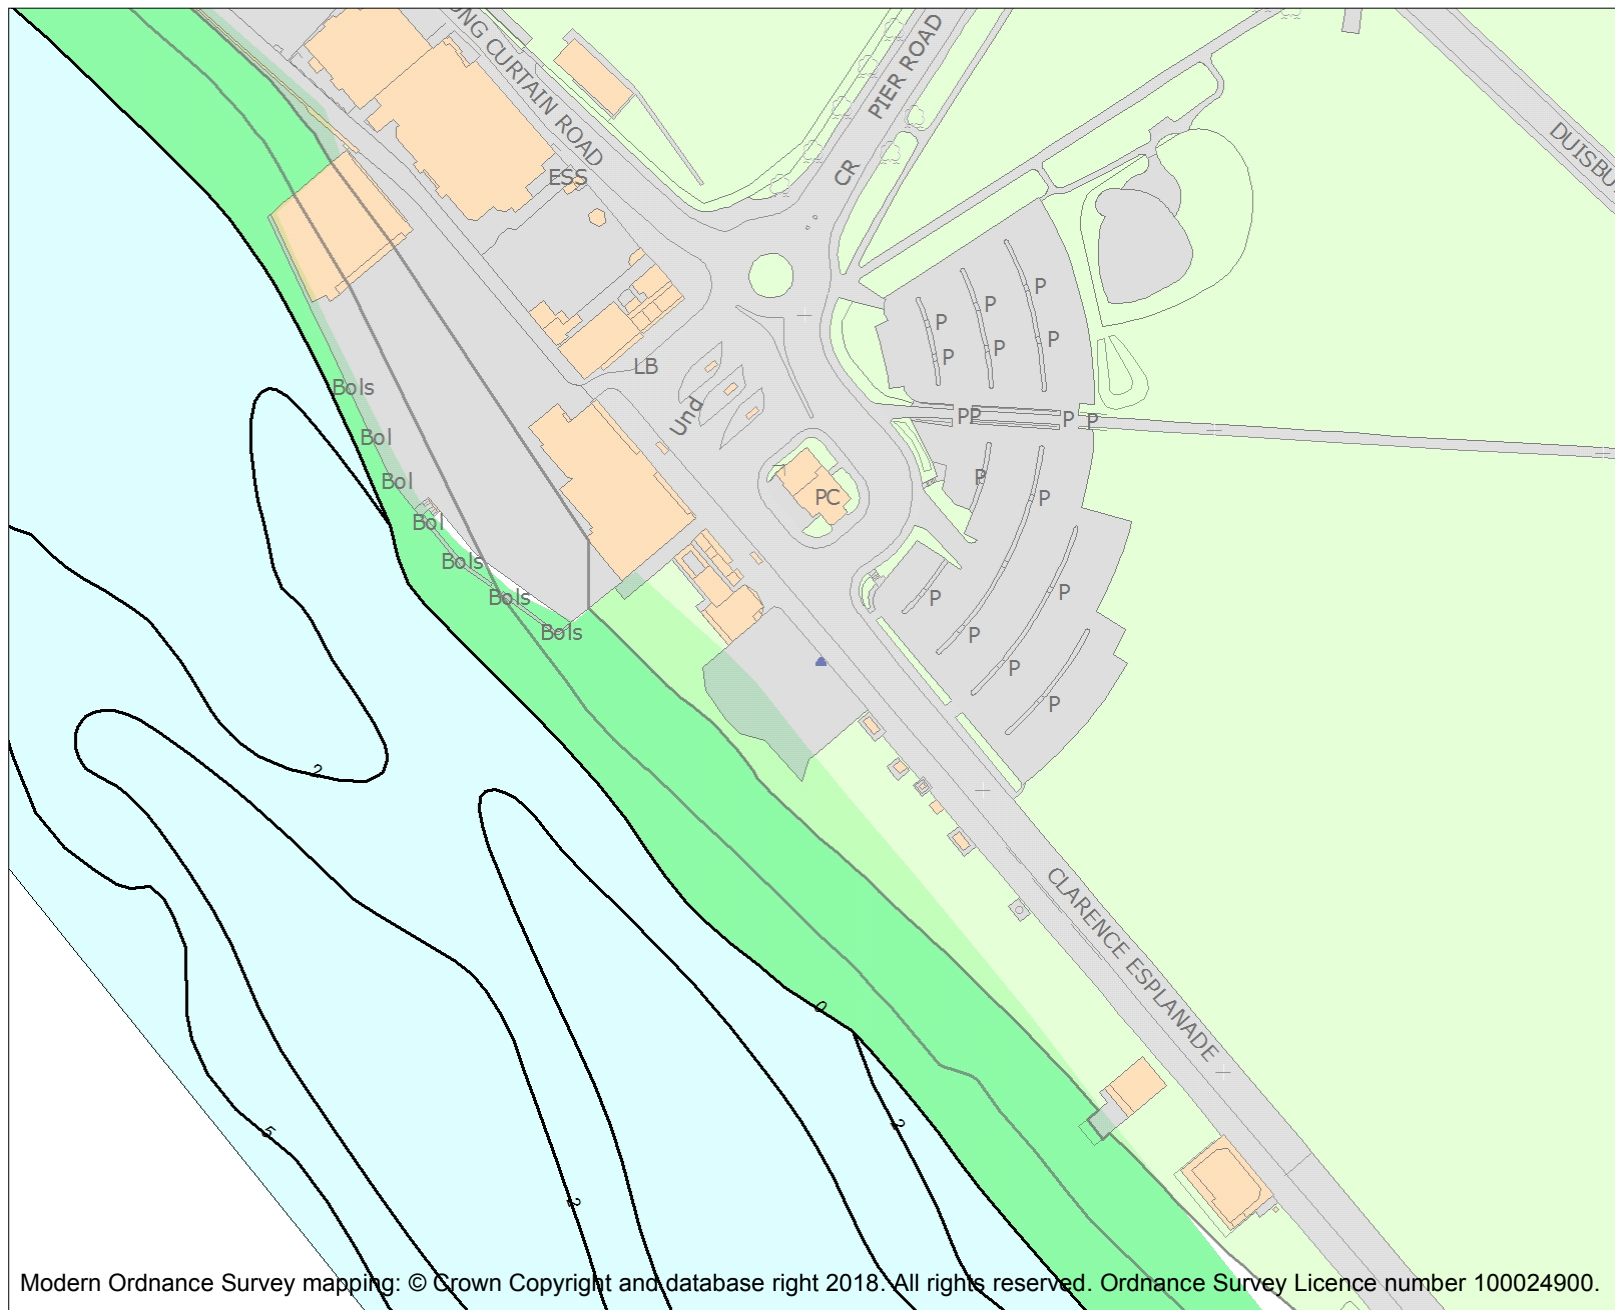 ONG CURTAIN ROAD
PIER ROAD
CR
DUISBU
ESS
LB
Und
PC
P
P
P
P
P
P
PP
P
P
P
P
P
P
P
P
P
Bols
Bol
Bol
Bol
Bols
Bols
Bols
2
0
2
5
2
CLARENCE ESPLANADE
Modern Ordnance Survey mapping: © Crown Copyright and database right 2018. All rights reserved. Ordnance Survey Licence number 100024900.